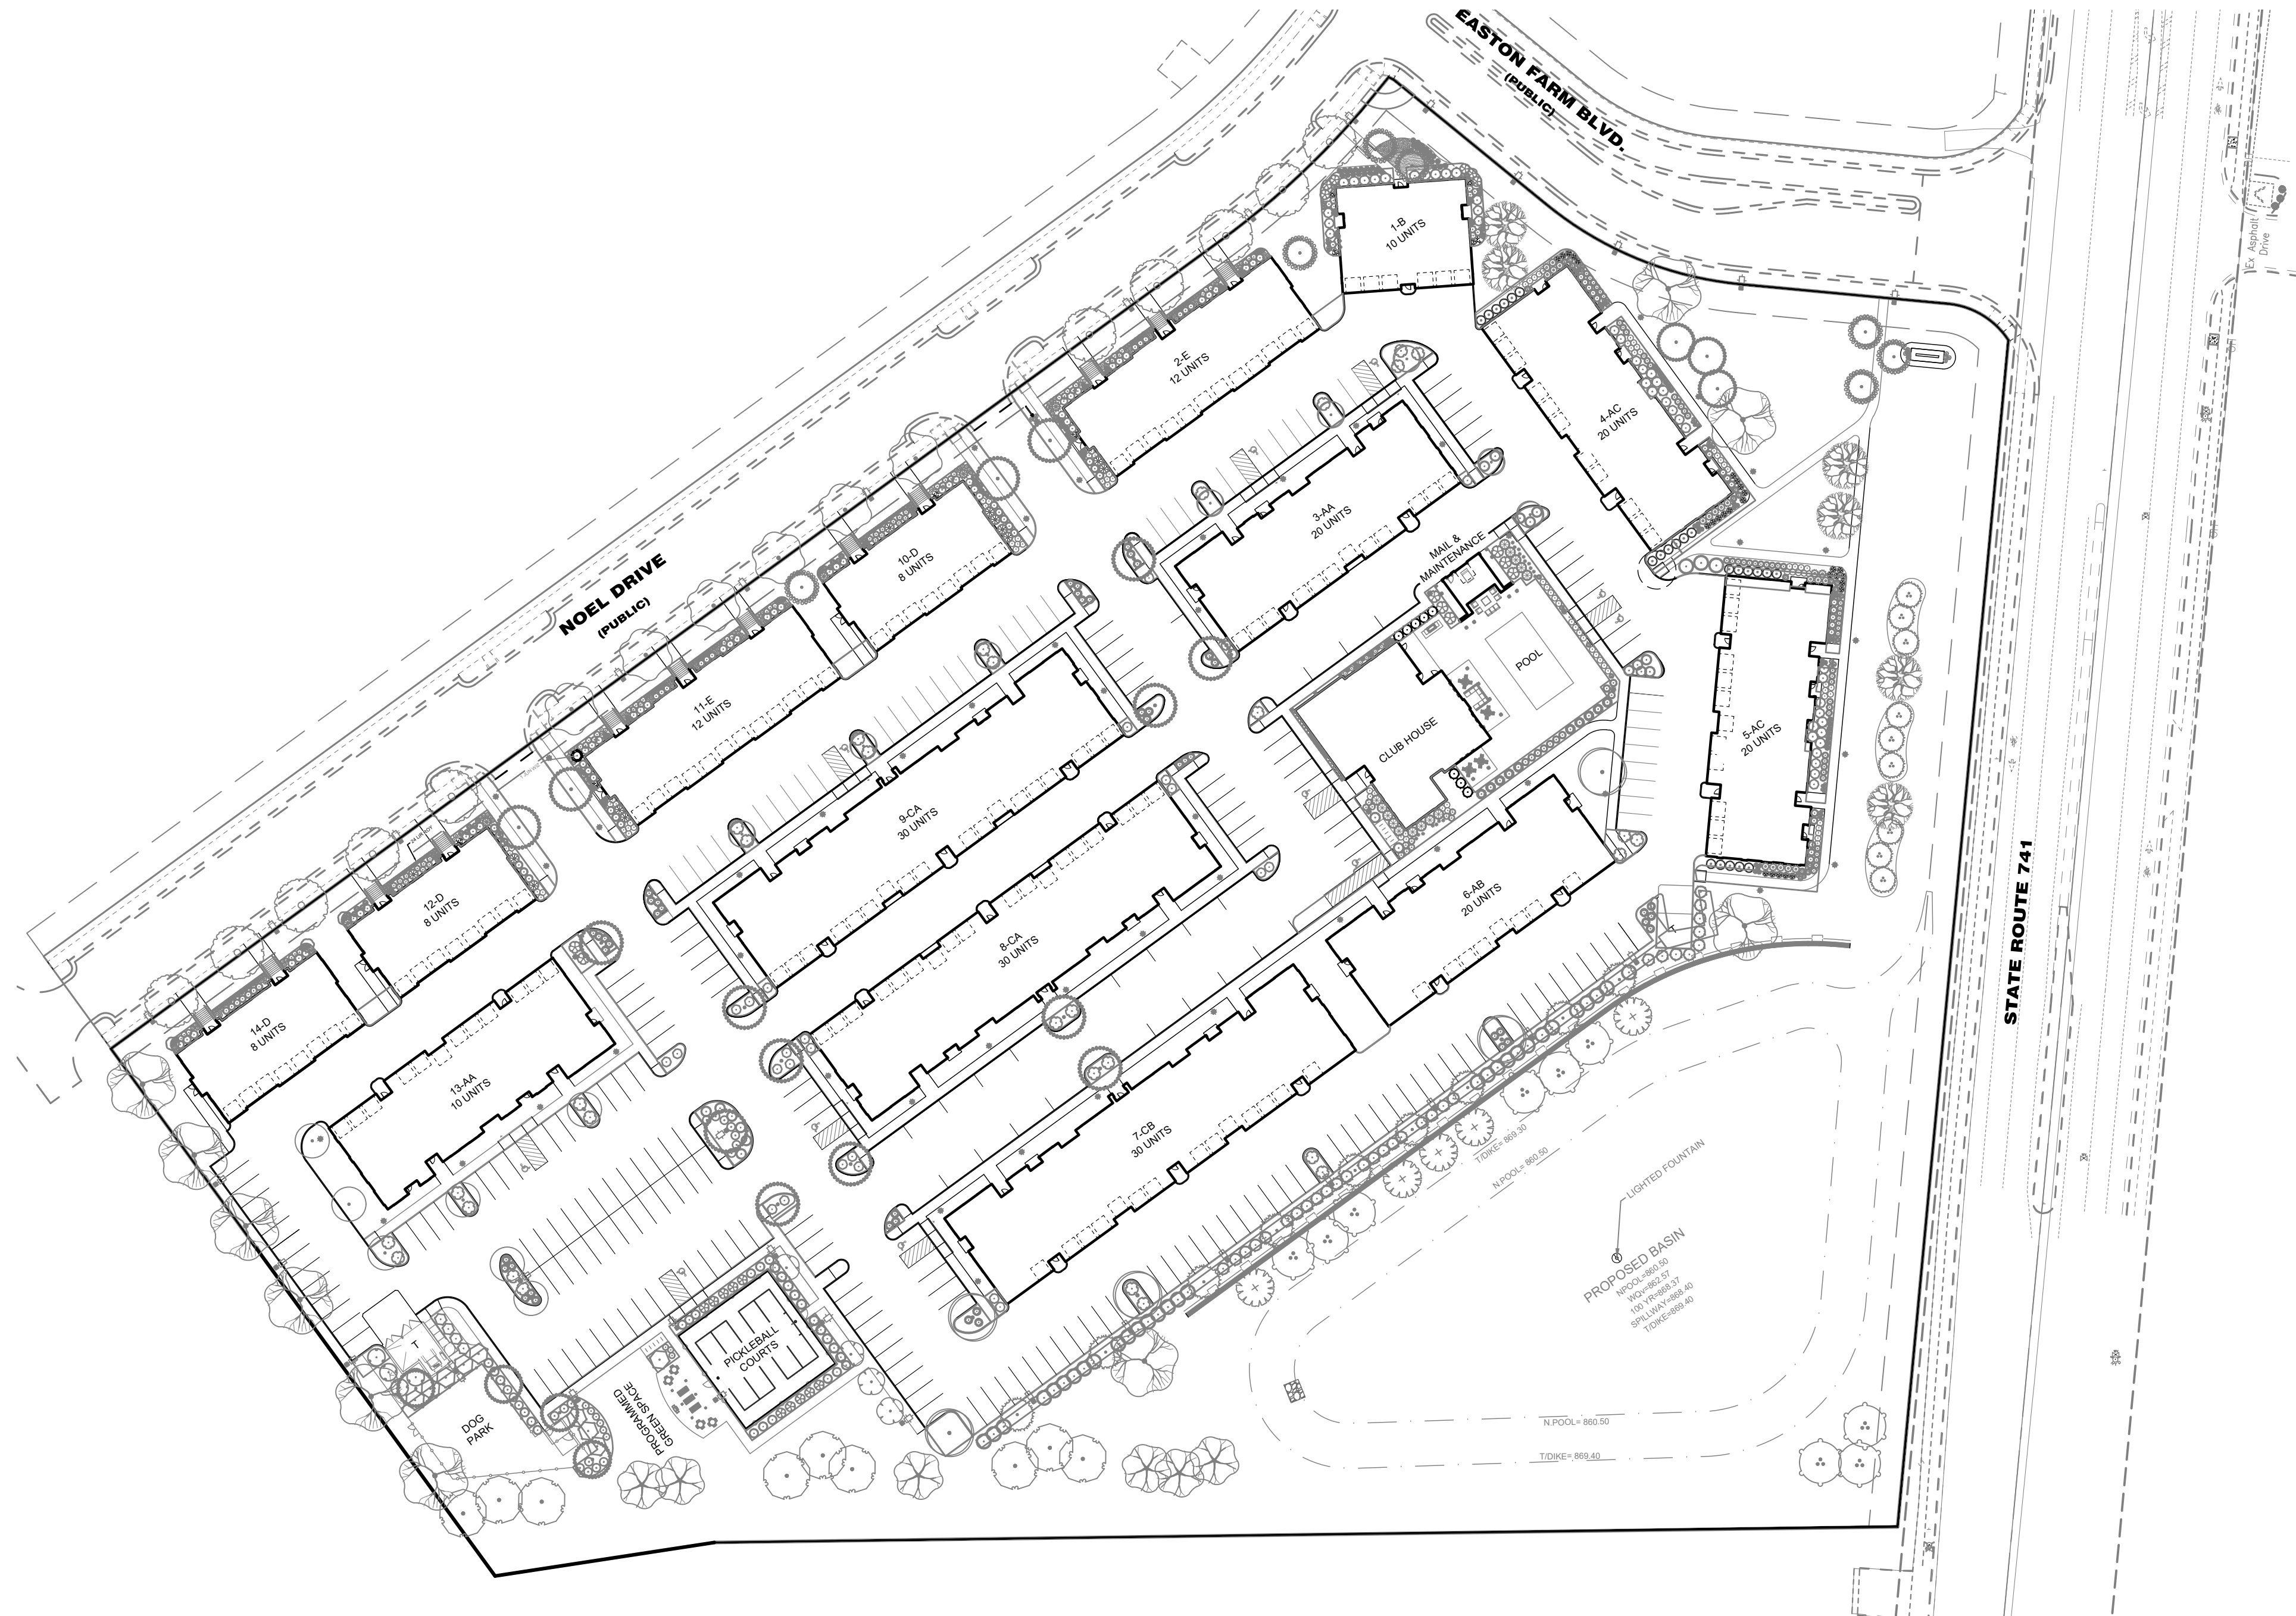 EASTON FARM BLVD.
(PUBLIC)
Ex Asphalt
Drive
1-B
10 UNITS
2-E
12 UNITS
4-AC
20 UNITS
3-AA
20 UNITS
10-D
8 UNITS
MAIL &
MAINTENANCE
NOEL DRIVE
(PUBLIC)
POOL
11-E
12 UNITS
CLUB HOUSE
5-AC
20 UNITS
9-CA
30 UNITS
12-D
8 UNITS
6-AB
20 UNITS
8-CA
30 UNITS
STATE ROUTE 741
14-D
8 UNITS
13-AA
10 UNITS
7-CB
30 UNITS
T
T/DIKE= 869.30
N.POOL= 860.50
LIGHTED FOUNTAIN
PROPOSED BASIN
NPOOL=860.50
WQV=862.57
100 YR=868.37
SPILLWAY=868.40
T/DIKE=869.40
PICKLEBALL
COURTS
T
PROGRAMMED
GREEN SPACE
DOG
PARK
N.POOL= 860.50
T/DIKE= 869.40